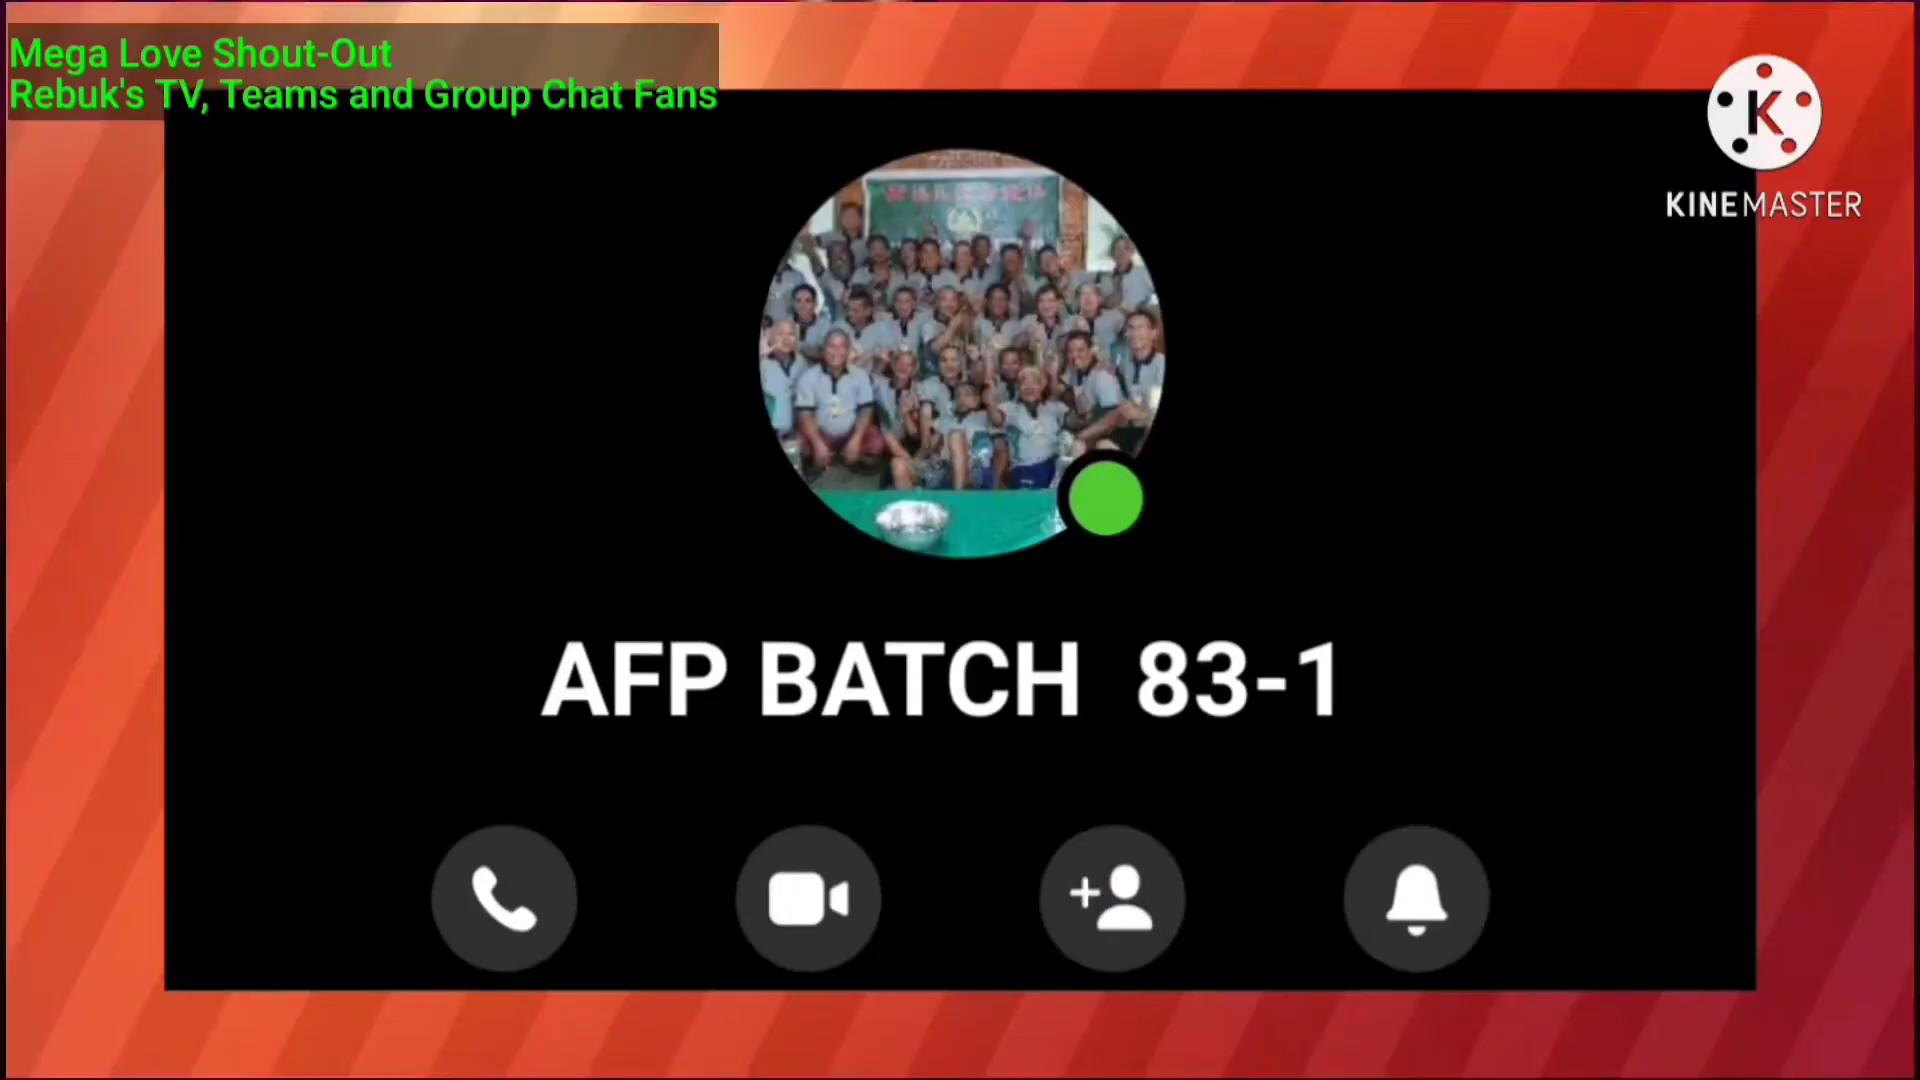 Mega Love Shout-Out
Rebuk's TV, Teams and Group Chat Fans
KINEMASTER
AFP BATCH 83-1